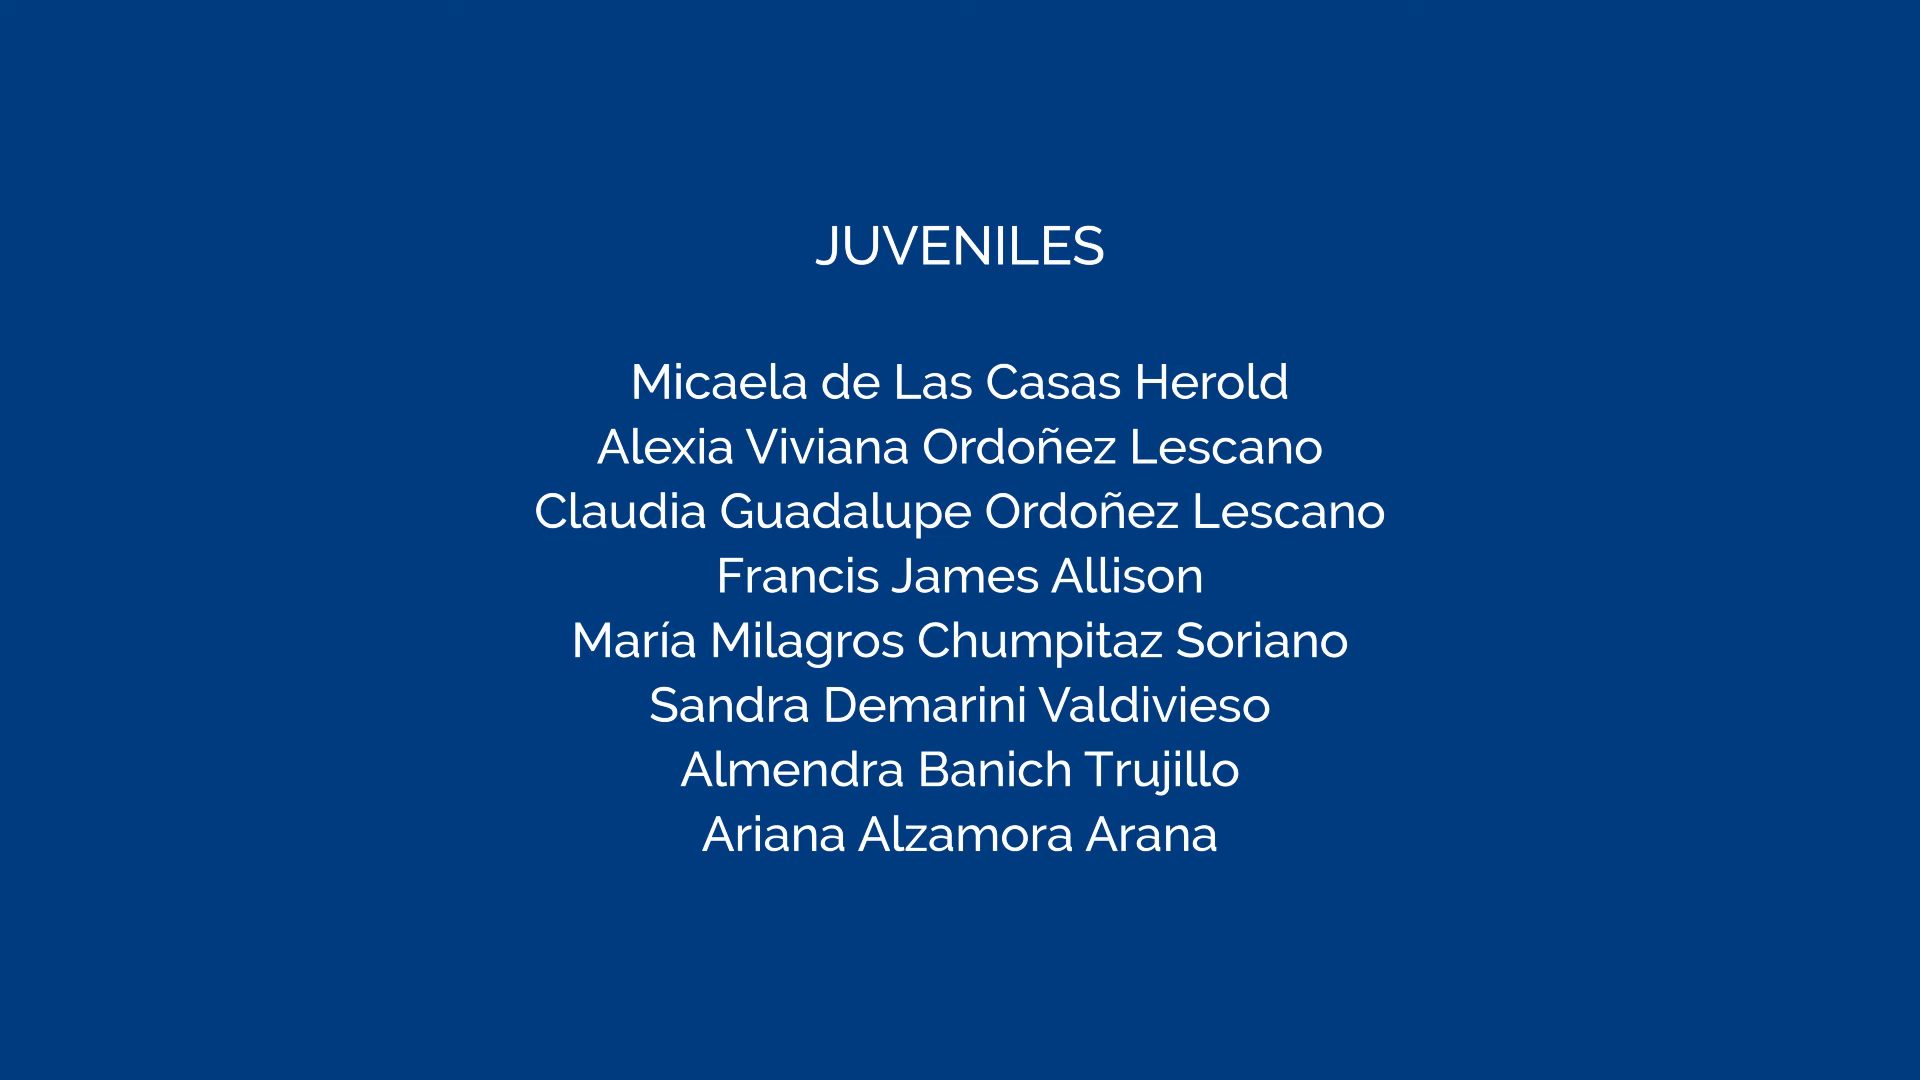 JUVENILES
Micaela de Las Casas Herold
Alexia Viviana Ordoñez Lescano
Claudia Guadalupe Ordoñez Lescano
Francis James Allison
María Milagros Chumpitaz Soriano
Sandra Demarini Valdivieso
Almendra Banich Trujillo
Ariana Alzamora Arana